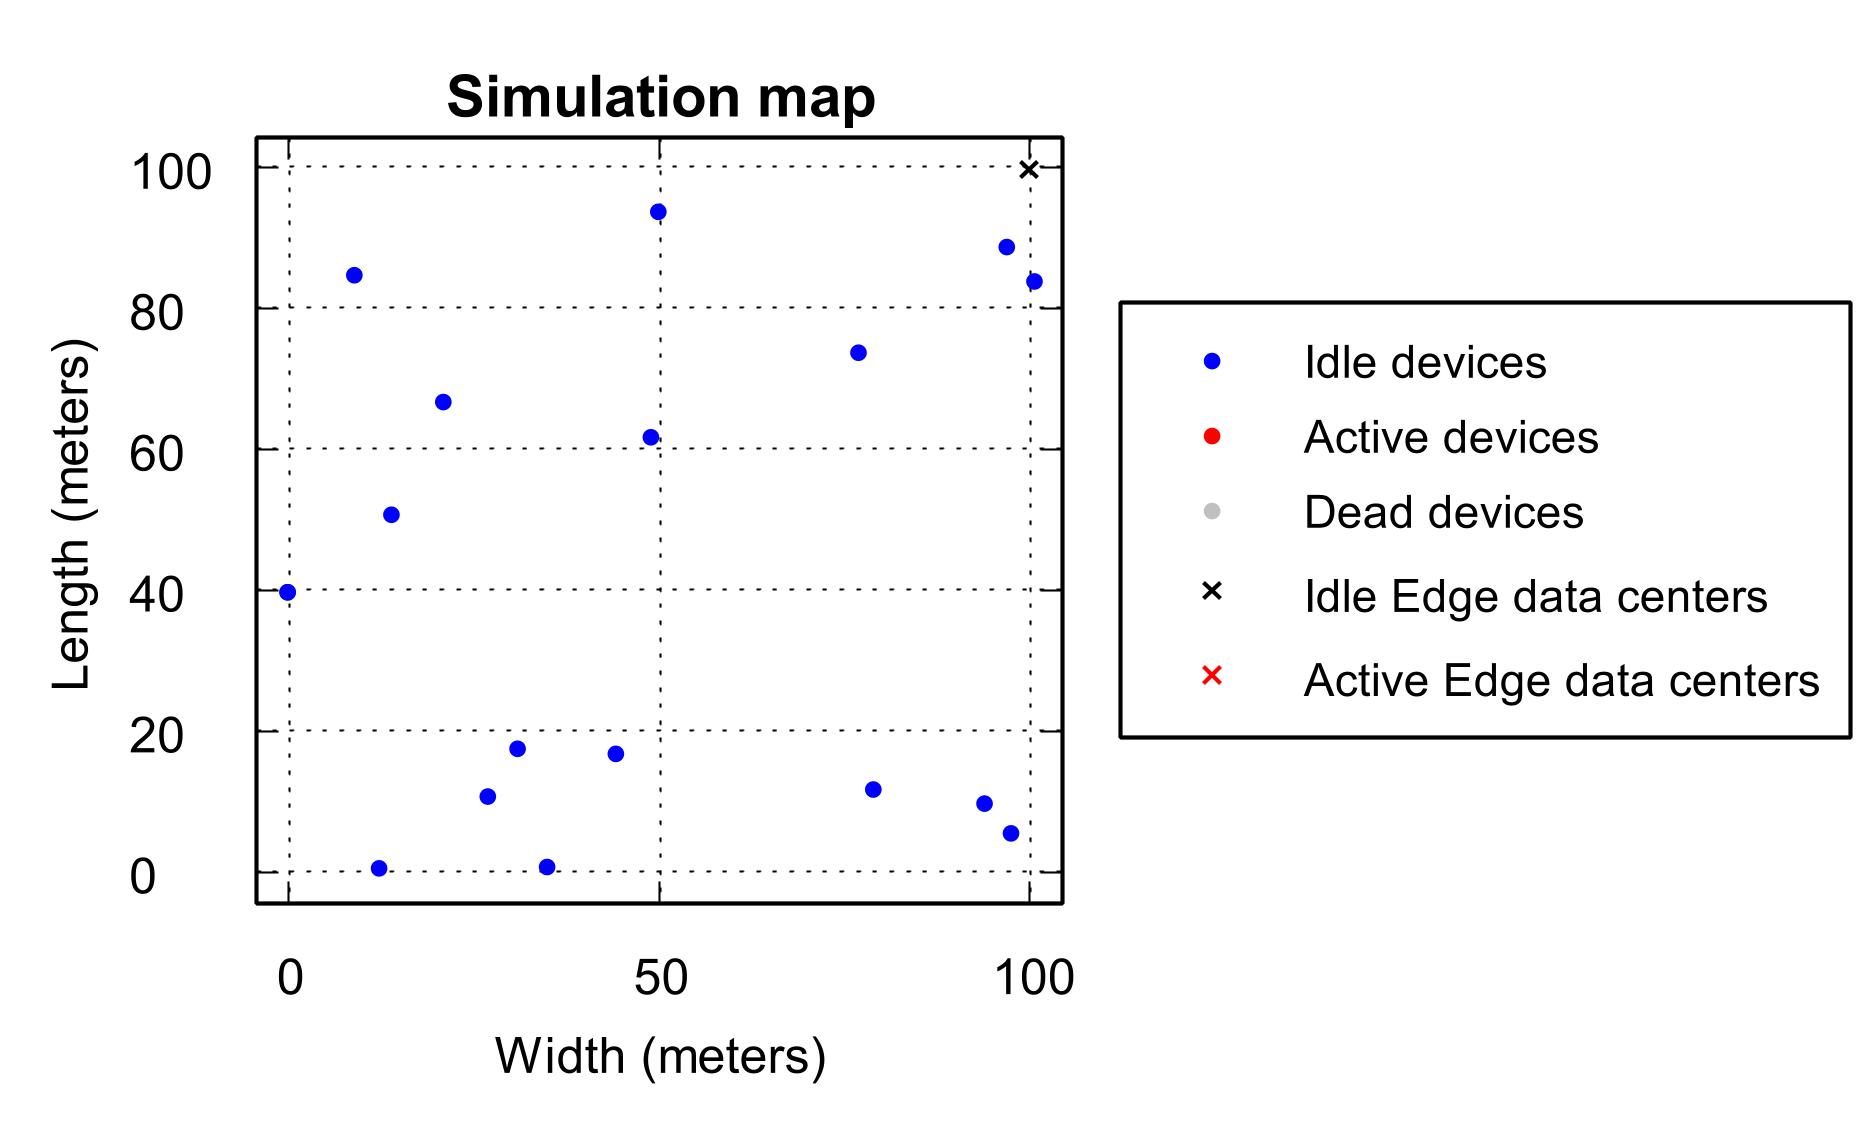 Simulation map
100
80
60
40
20
0
Length (meters)
0 50 100
Width (meters)
Idle devices
Active devices
Dead devices
Idle Edge data centers
Active Edge data centers